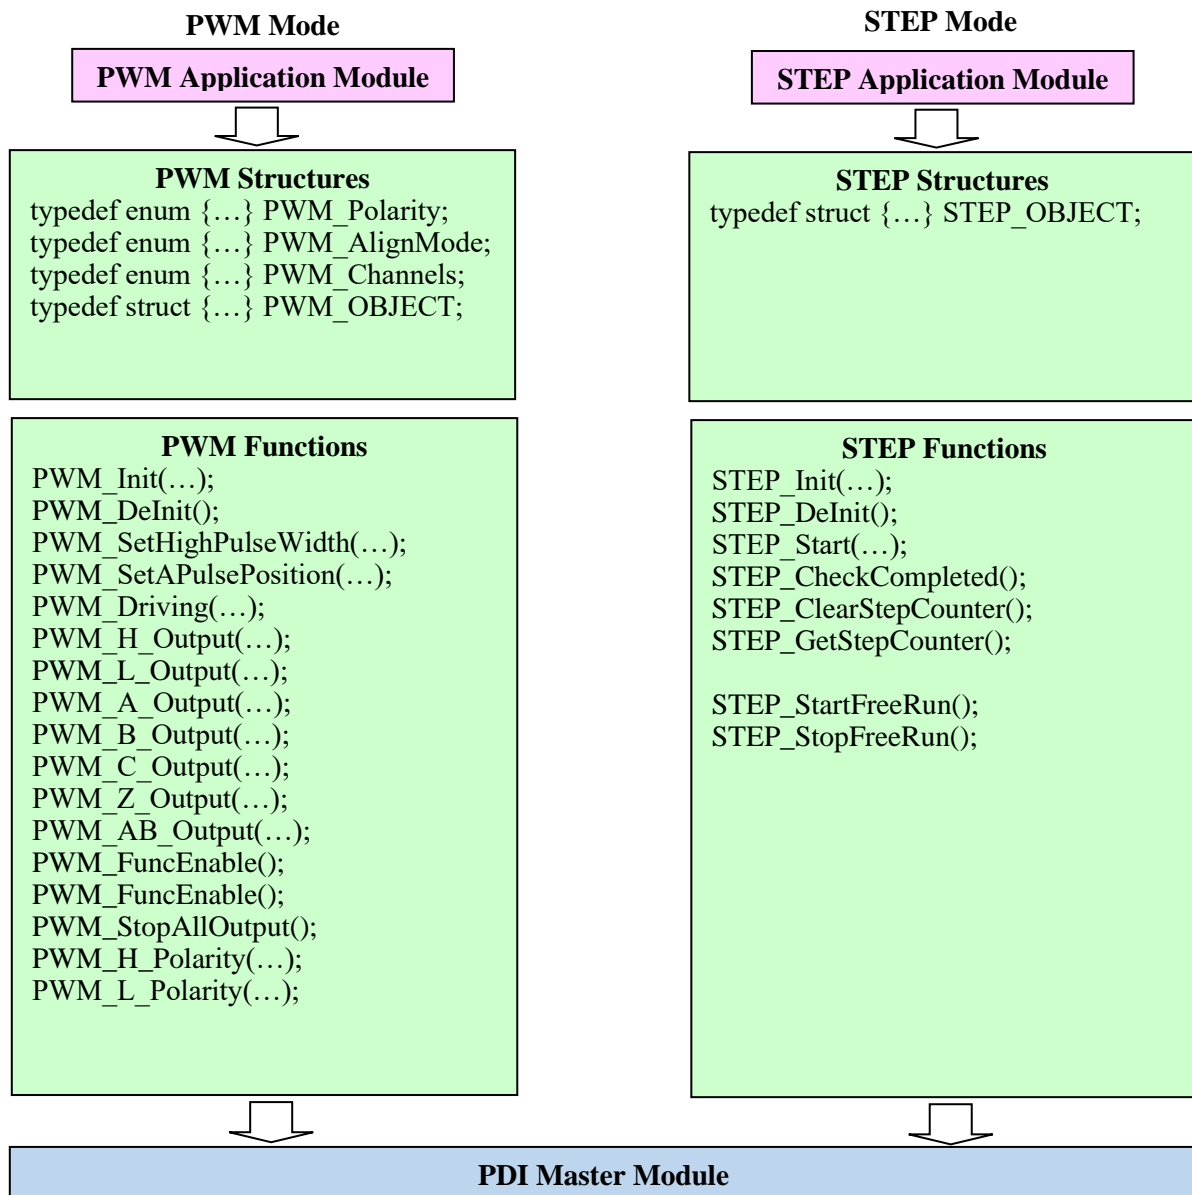 PWM Mode
PWM Application Module
PWM Structures
typedef enum {…} PWM_Polarity;
typedef enum {…} PWM_AlignMode;
typedef enum {…} PWM_Channels;
typedef struct {…} PWM_OBJECT;
PWM Functions
PWM_Init(…);
PWM_DeInit();
PWM_SetHighPulseWidth(…);
PWM_SetAPulsePosition(…);
PWM_Driving(…);
PWM_H_Output(…);
PWM_L_Output(…);
PWM_A_Output(…);
PWM_B_Output(…);
PWM_C_Output(…);
PWM_Z_Output(…);
PWM_AB_Output(…);
PWM_FuncEnable();
PWM_FuncEnable();
PWM_StopAllOutput();
PWM_H_Polarity(…);
PWM_L_Polarity(…);
STEP Mode
STEP Application Module
STEP Structures
typedef struct {…} STEP_OBJECT;
STEP Functions
STEP_Init(…);
STEP_DeInit();
STEP_Start(…);
STEP_CheckCompleted();
STEP_ClearStepCounter();
STEP_GetStepCounter();
STEP_StartFreeRun();
STEP_StopFreeRun();
PDI Master Module